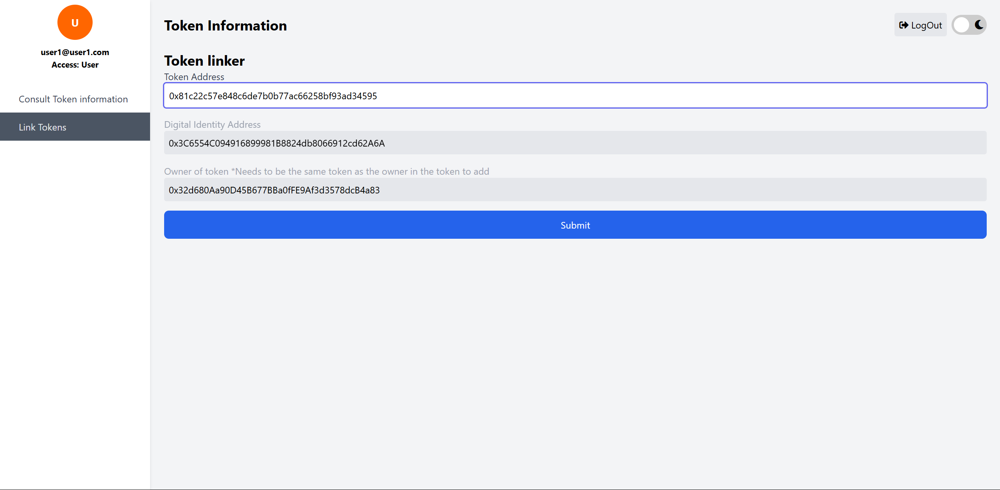 U
user1@user1.com
Access: User
Consult Token information
Link Tokens
Token Information
LogOut
Token linker
Token Address
0x81c22c57e848c6de7b0b77ac66258bf93ad34595
Digital Identity Address
0x3C6554C094916899981B8824db8066912cd62A6A
Owner of token *Needs to be the same token as the owner in the token to add
0x32d680Aa90D45B677BBa0fFE9Af3d3578dcB4a83
Submit